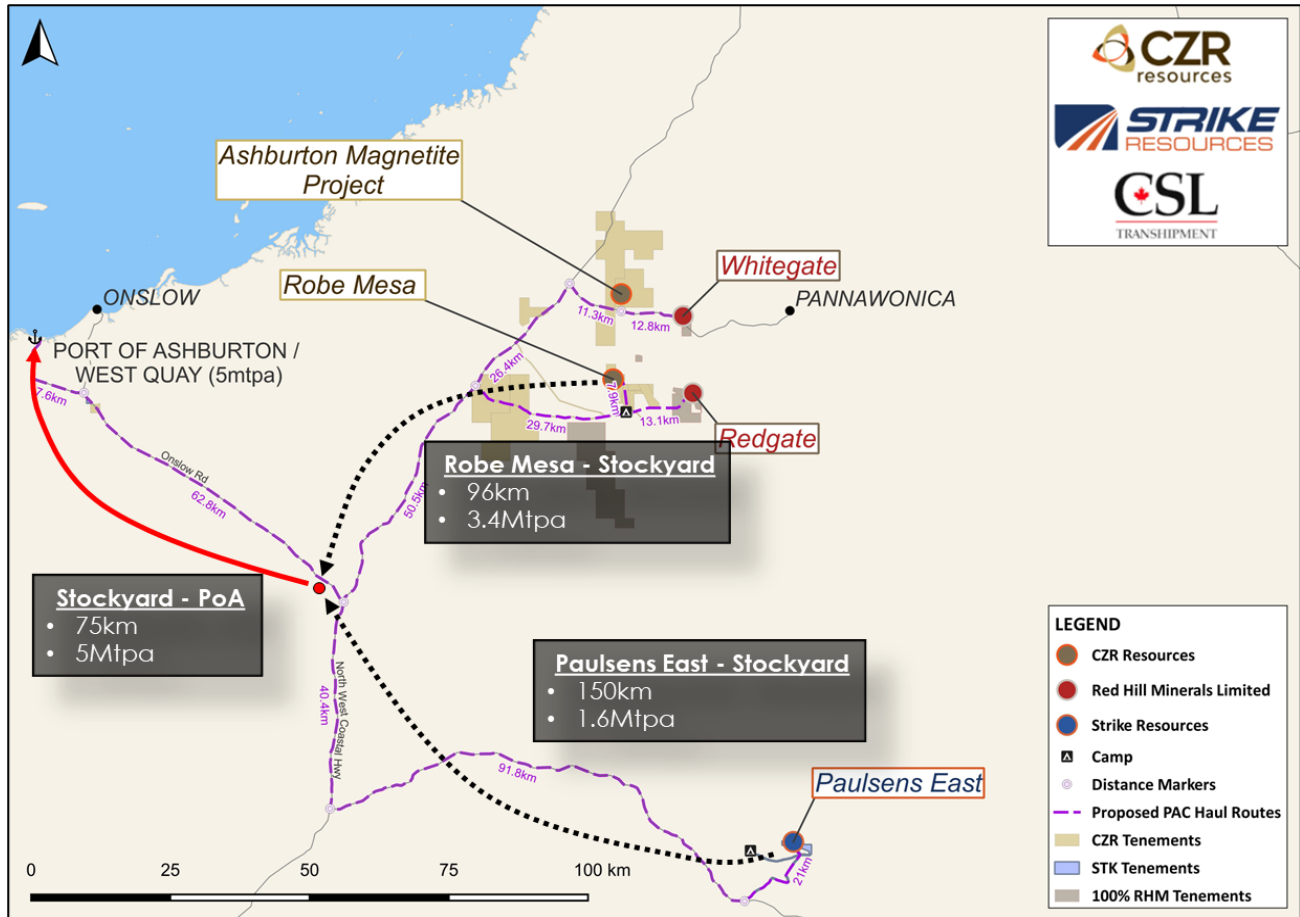 CZR
resources
STRIKE
RESOURCES
CSL
TRANSHIPMENT
Ashburton Magnetite
Project
Robe Mesa
Whitegate
PANNAWONICA
ONSLOW
PORT OF ASHBURTON /
WEST QUAY (5mtpa)
11.3km
12.8km
26.4km
7.9km
7.6km
29.7km
13.1km
Redgate
Onslow Rd
62.8km
50.5km
Robe Mesa - Stockyard
• 96km
• 3.4Mtpa
Stockyard - PoA
• 75km
• 5Mtpa
Paulsens East - Stockyard
• 150km
• 1.6Mtpa
40.4km
North West Coastal Hwy
91.8km
Paulsens East
21km
0 25 50 75 100 km
LEGEND
CZR Resources
Red Hill Minerals Limited
Strike Resources
Camp
Distance Markers
Proposed PAC Haul Routes
CZR Tenements
STK Tenements
100% RHM Tenements